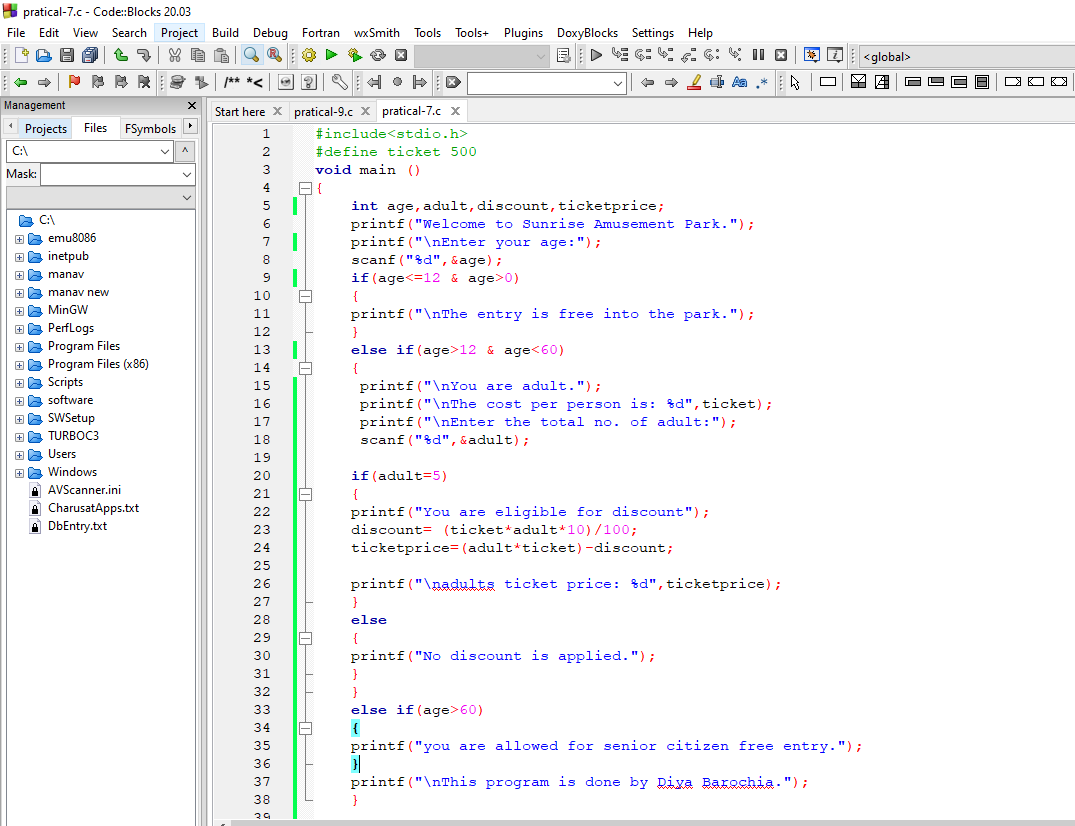 pratical-7.c - Code::Blocks 20.03
File Edit View Search Project Build Debug Fortran wxSmith Tools Tools+ Plugins DoxyBlocks Settings Help
<global>
/** *<
Aa .*
Management
Projects Files FSymbols
Start here pratical-9.c pratical-7.c
C:\
Mask:
C:\
emu8086
inetpub
manav
manav new
MinGW
PerfLogs
Program Files
Program Files (x86)
Scripts
software
SWSetup
TURBOC3
Users
Windows
AVScanner.ini
CharusatApps.txt
DbEntry.txt
1 #include<stdio.h>
2 #define ticket 500
3 void main ()
4 {
5 int age,adult,discount,ticketprice;
6 printf("Welcome to Sunrise Amusement Park.");
7 printf("\nEnter your age:");
8 scanf("%d",&age);
9 if(age<=12 & age>0)
10 {
11 printf("\nThe entry is free into the park.");
12 }
13 else if(age>12 & age<60)
14 {
15 printf("\nYou are adult.");
16 printf("\nThe cost per person is: %d",ticket);
17 printf("\nEnter the total no. of adult:");
18 scanf("%d",&adult);
19
20 if(adult=5)
21 {
22 printf("You are eligible for discount");
23 discount= (ticket*adult*10)/100;
24 ticketprice=(adult*ticket)-discount;
25
26 printf("\nadults ticket price: %d",ticketprice);
27 }
28 else
29 {
30 printf("No discount is applied.");
31 }
32 }
33 else if(age>60)
34 {
35 printf("you are allowed for senior citizen free entry.");
36 }
37 printf("\nThis program is done by Diya Barochia.");
38 }
39